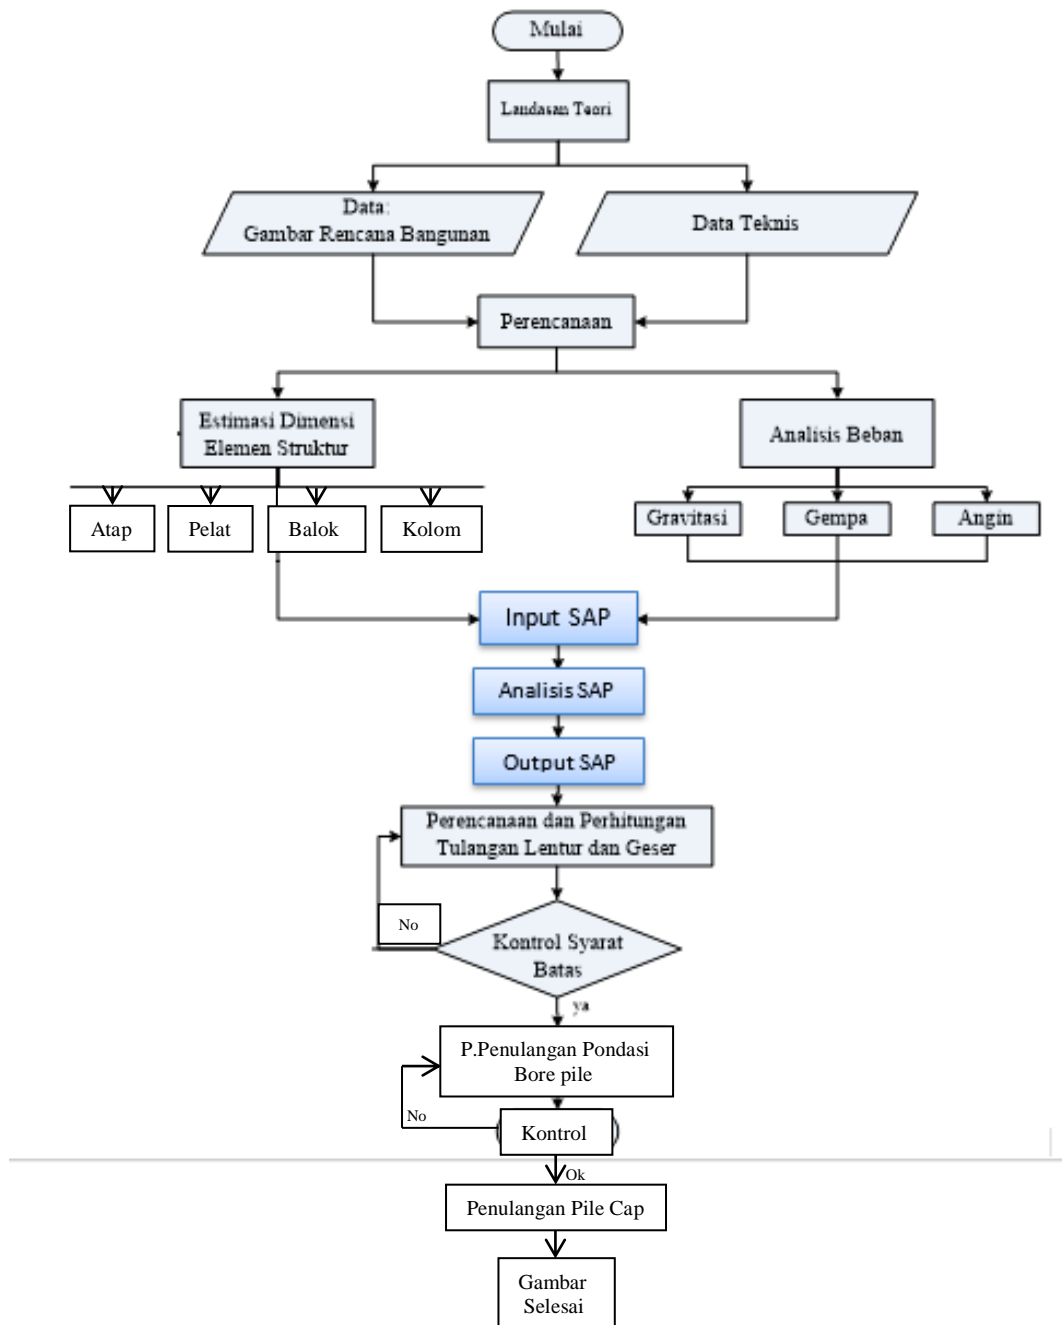 Mulai
Landasan Teori
Data:
Gambar Rencana Bangunan
Data Teknis
Perencanaan
Estimasi Dimensi
Elemen Struktur
Analisis Beban
Atap
Pelat
Balok
Kolom
Gravitasi
Gempa
Angin
Input SAP
Analisis SAP
Output SAP
Perencanaan dan Perhitungan
Tulangan Lentur dan Geser
No
Kontrol Syarat
Batas
ya
P.Penulangan Pondasi
Bore pile
No
Kontrol
Ok
Penulangan Pile Cap
Gambar
Selesai